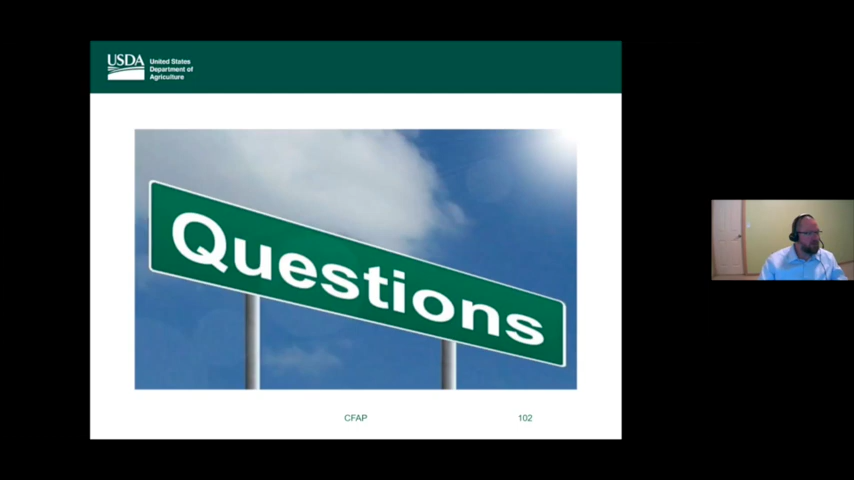 USDA
United States
Department of
Agriculture
Questions
CFAP
102